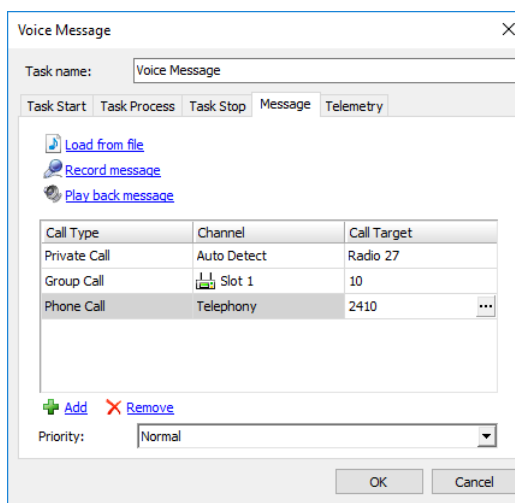 Voice Message
Task name: Voice Message
Task Start Task Process Task Stop Message Telemetry
Load from file
Record message
Play back message
Call Type Channel Call Target
Private Call Auto Detect Radio 27
Group Call Slot 1 10
Phone Call Telephony 2410 ...
Add Remove
Priority: Normal
OK Cancel